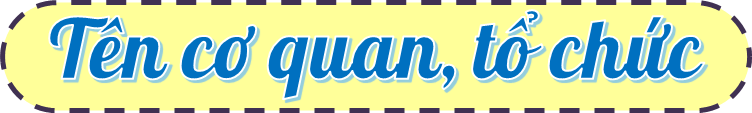 Tên cơ quan, tổ chức